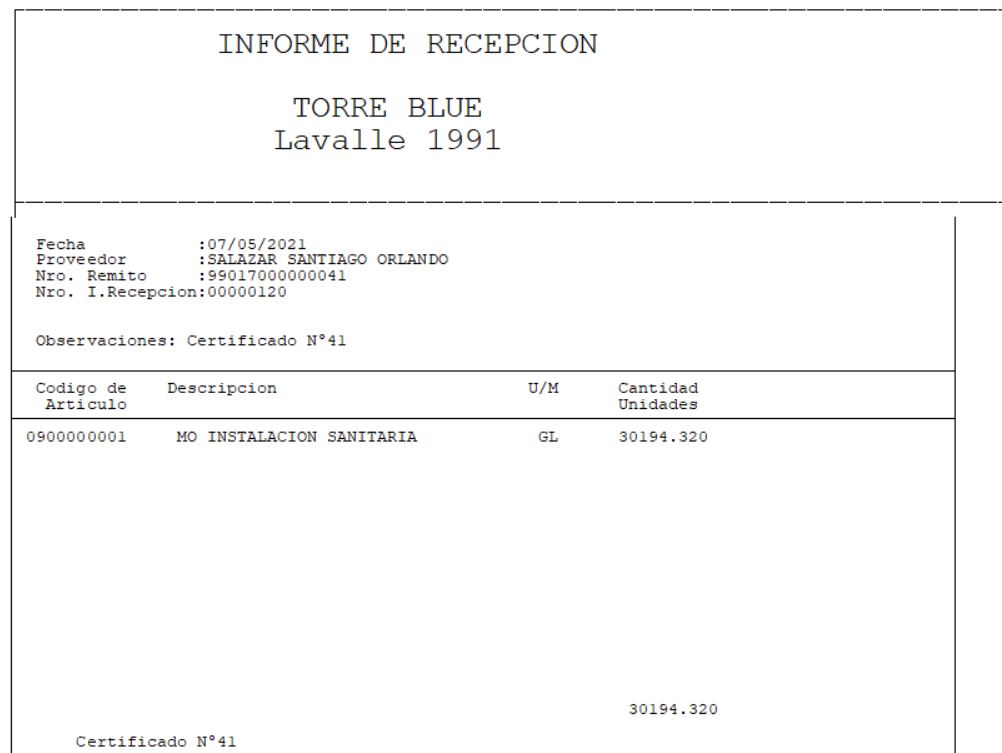 INFORME DE RECEPCION
TORRE BLUE
Lavalle 1991
Fecha :07/05/2021
Proveedor :SALAZAR SANTIAGO ORLANDO
Nro. Remito :99017000000041
Nro. I.Recepcion:00000120
Observaciones: Certificado N°41
Codigo de Descripcion U/M Cantidad
Articulo Unidades
0900000001 MO INSTALACION SANITARIA GL 30194.320
30194.320
Certificado N°41